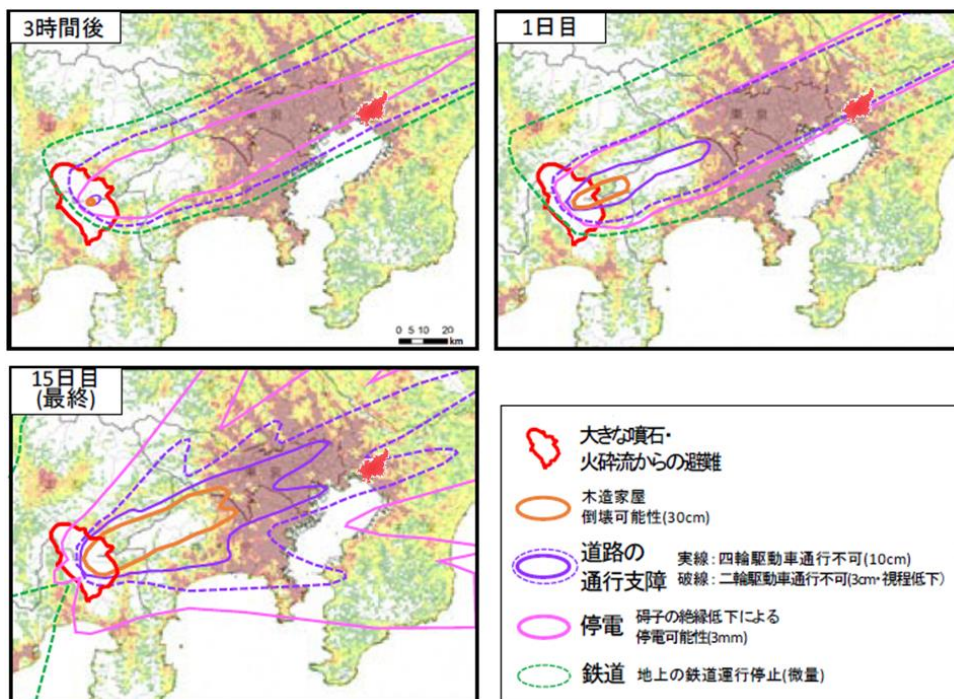 3時間後
1日目
東京
0 5 10 20
km
15日目
(最終)
大きな噴石・
火砕流からの避難
木造家屋
倒壊可能性(30cm)
道路の
通行支障
実線:四輪駆動車通行不可(10cm)
破線:二輪駆動車通行不可(3cm・視程低下)
停電
碍子の絶縁低下による
停電可能性(3mm)
鉄道
地上の鉄道運行停止(微量)